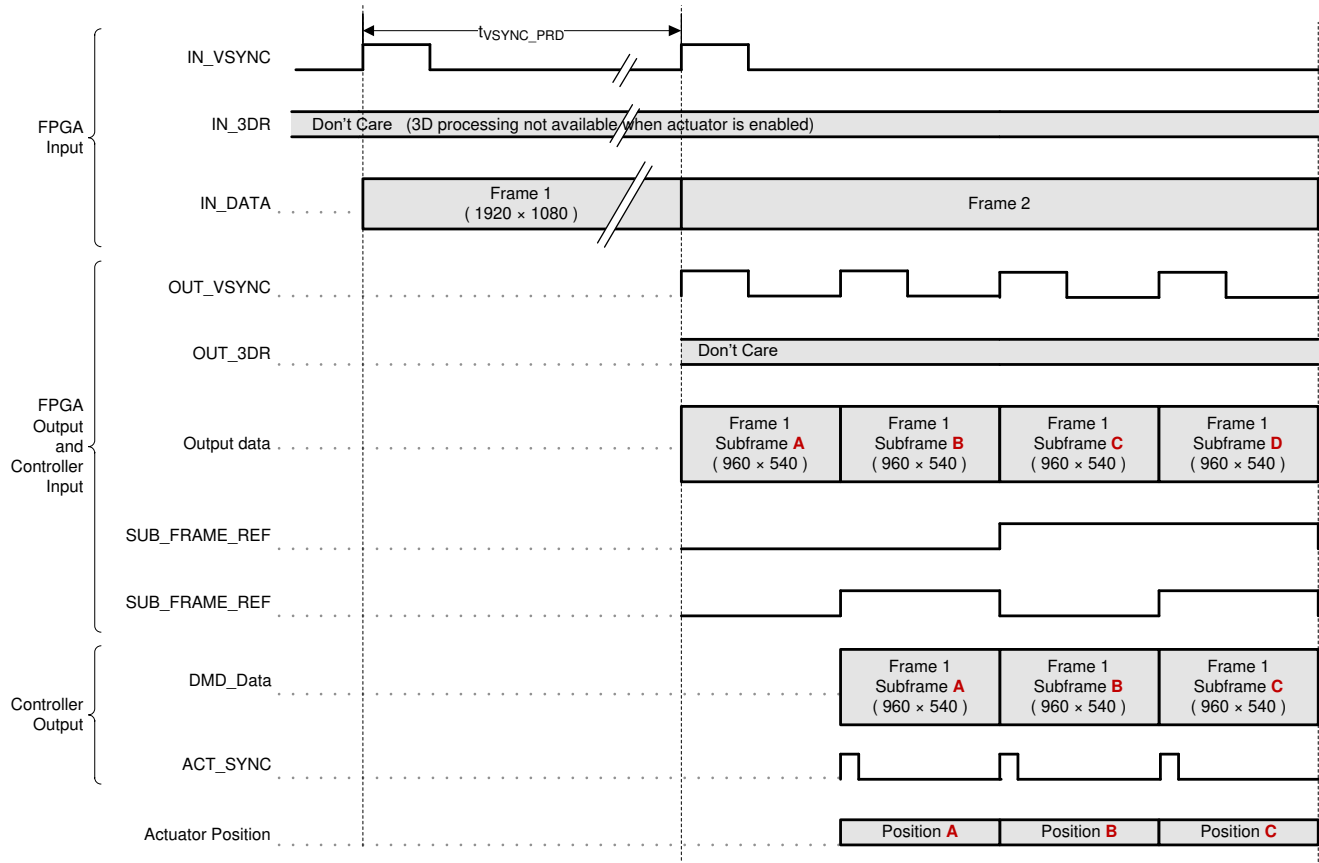 tVSYNC_PRD
IN_VSYNC
FPGA
Input
IN_3DR
Don't Care (3D processing not available when actuator is enabled)
IN_DATA
Frame 1
( 1920 × 1080 )
Frame 2
OUT_VSYNC
OUT_3DR
Don't Care
FPGA
Output
and
Controller
Input
Output data
Frame 1
Subframe A
( 960 × 540 )
Frame 1
Subframe B
( 960 × 540 )
Frame 1
Subframe C
( 960 × 540 )
Frame 1
Subframe D
( 960 × 540 )
SUB_FRAME_REF
SUB_FRAME_REF
Controller
Output
DMD_Data
Frame 1
Subframe A
( 960 × 540 )
Frame 1
Subframe B
( 960 × 540 )
Frame 1
Subframe C
( 960 × 540 )
ACT_SYNC
Actuator Position
Position A
Position B
Position C